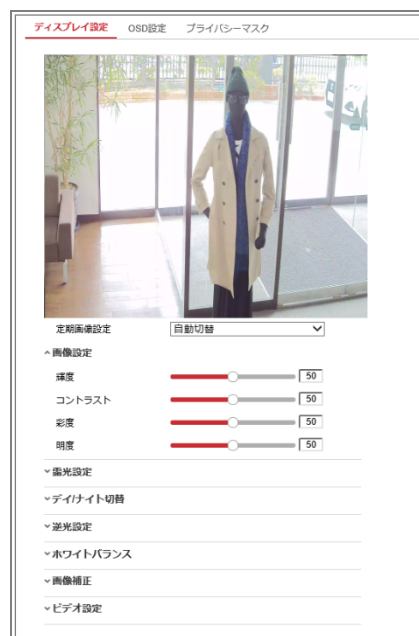 ディスプレイ設定 OSD設定 プライバシーマスク
定期画像設定 自動切替
画像設定
輝度 50
コントラスト 50
彩度 50
明度 50
露光設定
デイ/ナイト切替
逆光設定
ホワイトバランス
画像補正
ビデオ設定